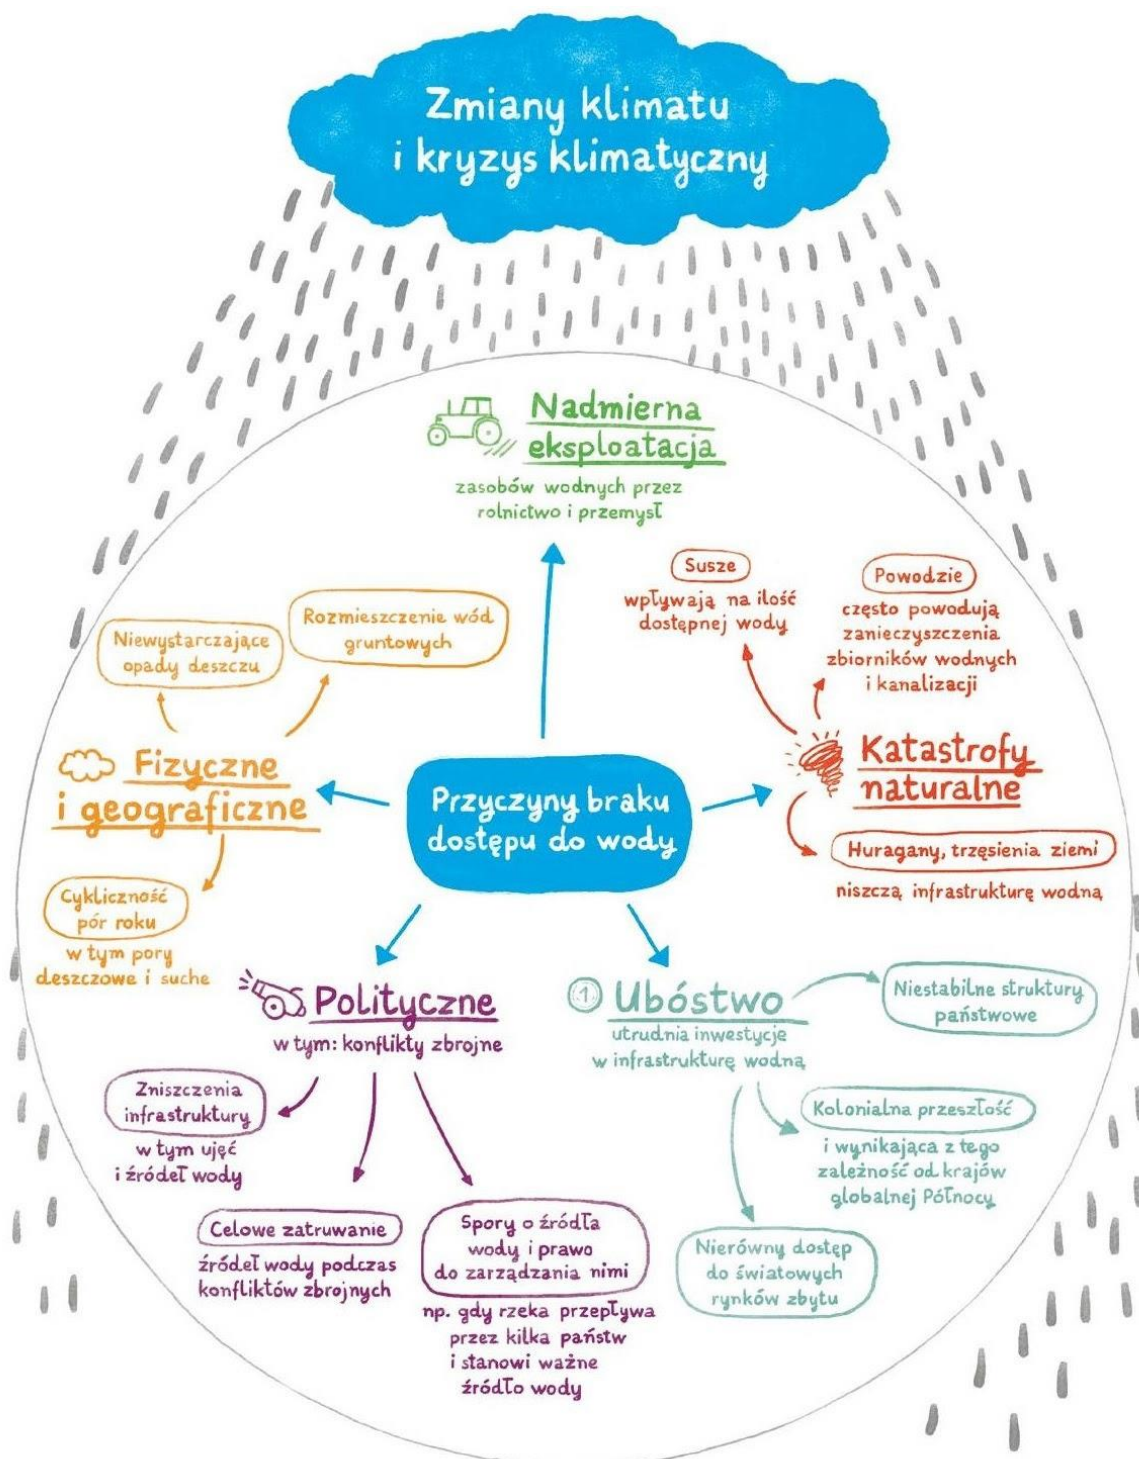 Zmiany klimatu
i kryzys klimatyczny
Nadmierna
eksploatacja
zasobów wodnych przez
rolnictwo i przemysł
Susze
wpływają na ilość
dostępnej wody
Powodzie
często powodują
zanieczyszczenia
zbiorników wodnych
i kanalizacji
Niewystarczające
opady deszczu
Rozmieszczenie wód
gruntowych
Fizyczne
i geograficzne
Przyczyny braku
dostępu do wody
Katastrofy
naturalne
Huragany, trzęsienia ziemi
niszczą infrastrukturę wodną
Cykliczność
pór roku
w tym pory
deszczowe i suche
Polityczne
w tym: konflikty zbrojne
1
Ubóstwo
utrudnia inwestycje
w infrastrukturę wodną
Niestabilne struktury
państwowe
Zniszczenia
infrastruktury
w tym ujęć
i źródeł wody
Kolonialna przeszłość
i wynikająca z tego
zależność od krajów
globalnej Północy
Celowe zatruwanie
źródeł wody podczas
konfliktów zbrojnych
Spory o źródła
wody i prawo
do zarządzania nimi
np. gdy rzeka przepływa
przez kilka państw
i stanowi ważne
źródło wody
Nierówny dostęp
do światowych
rynków zbytu